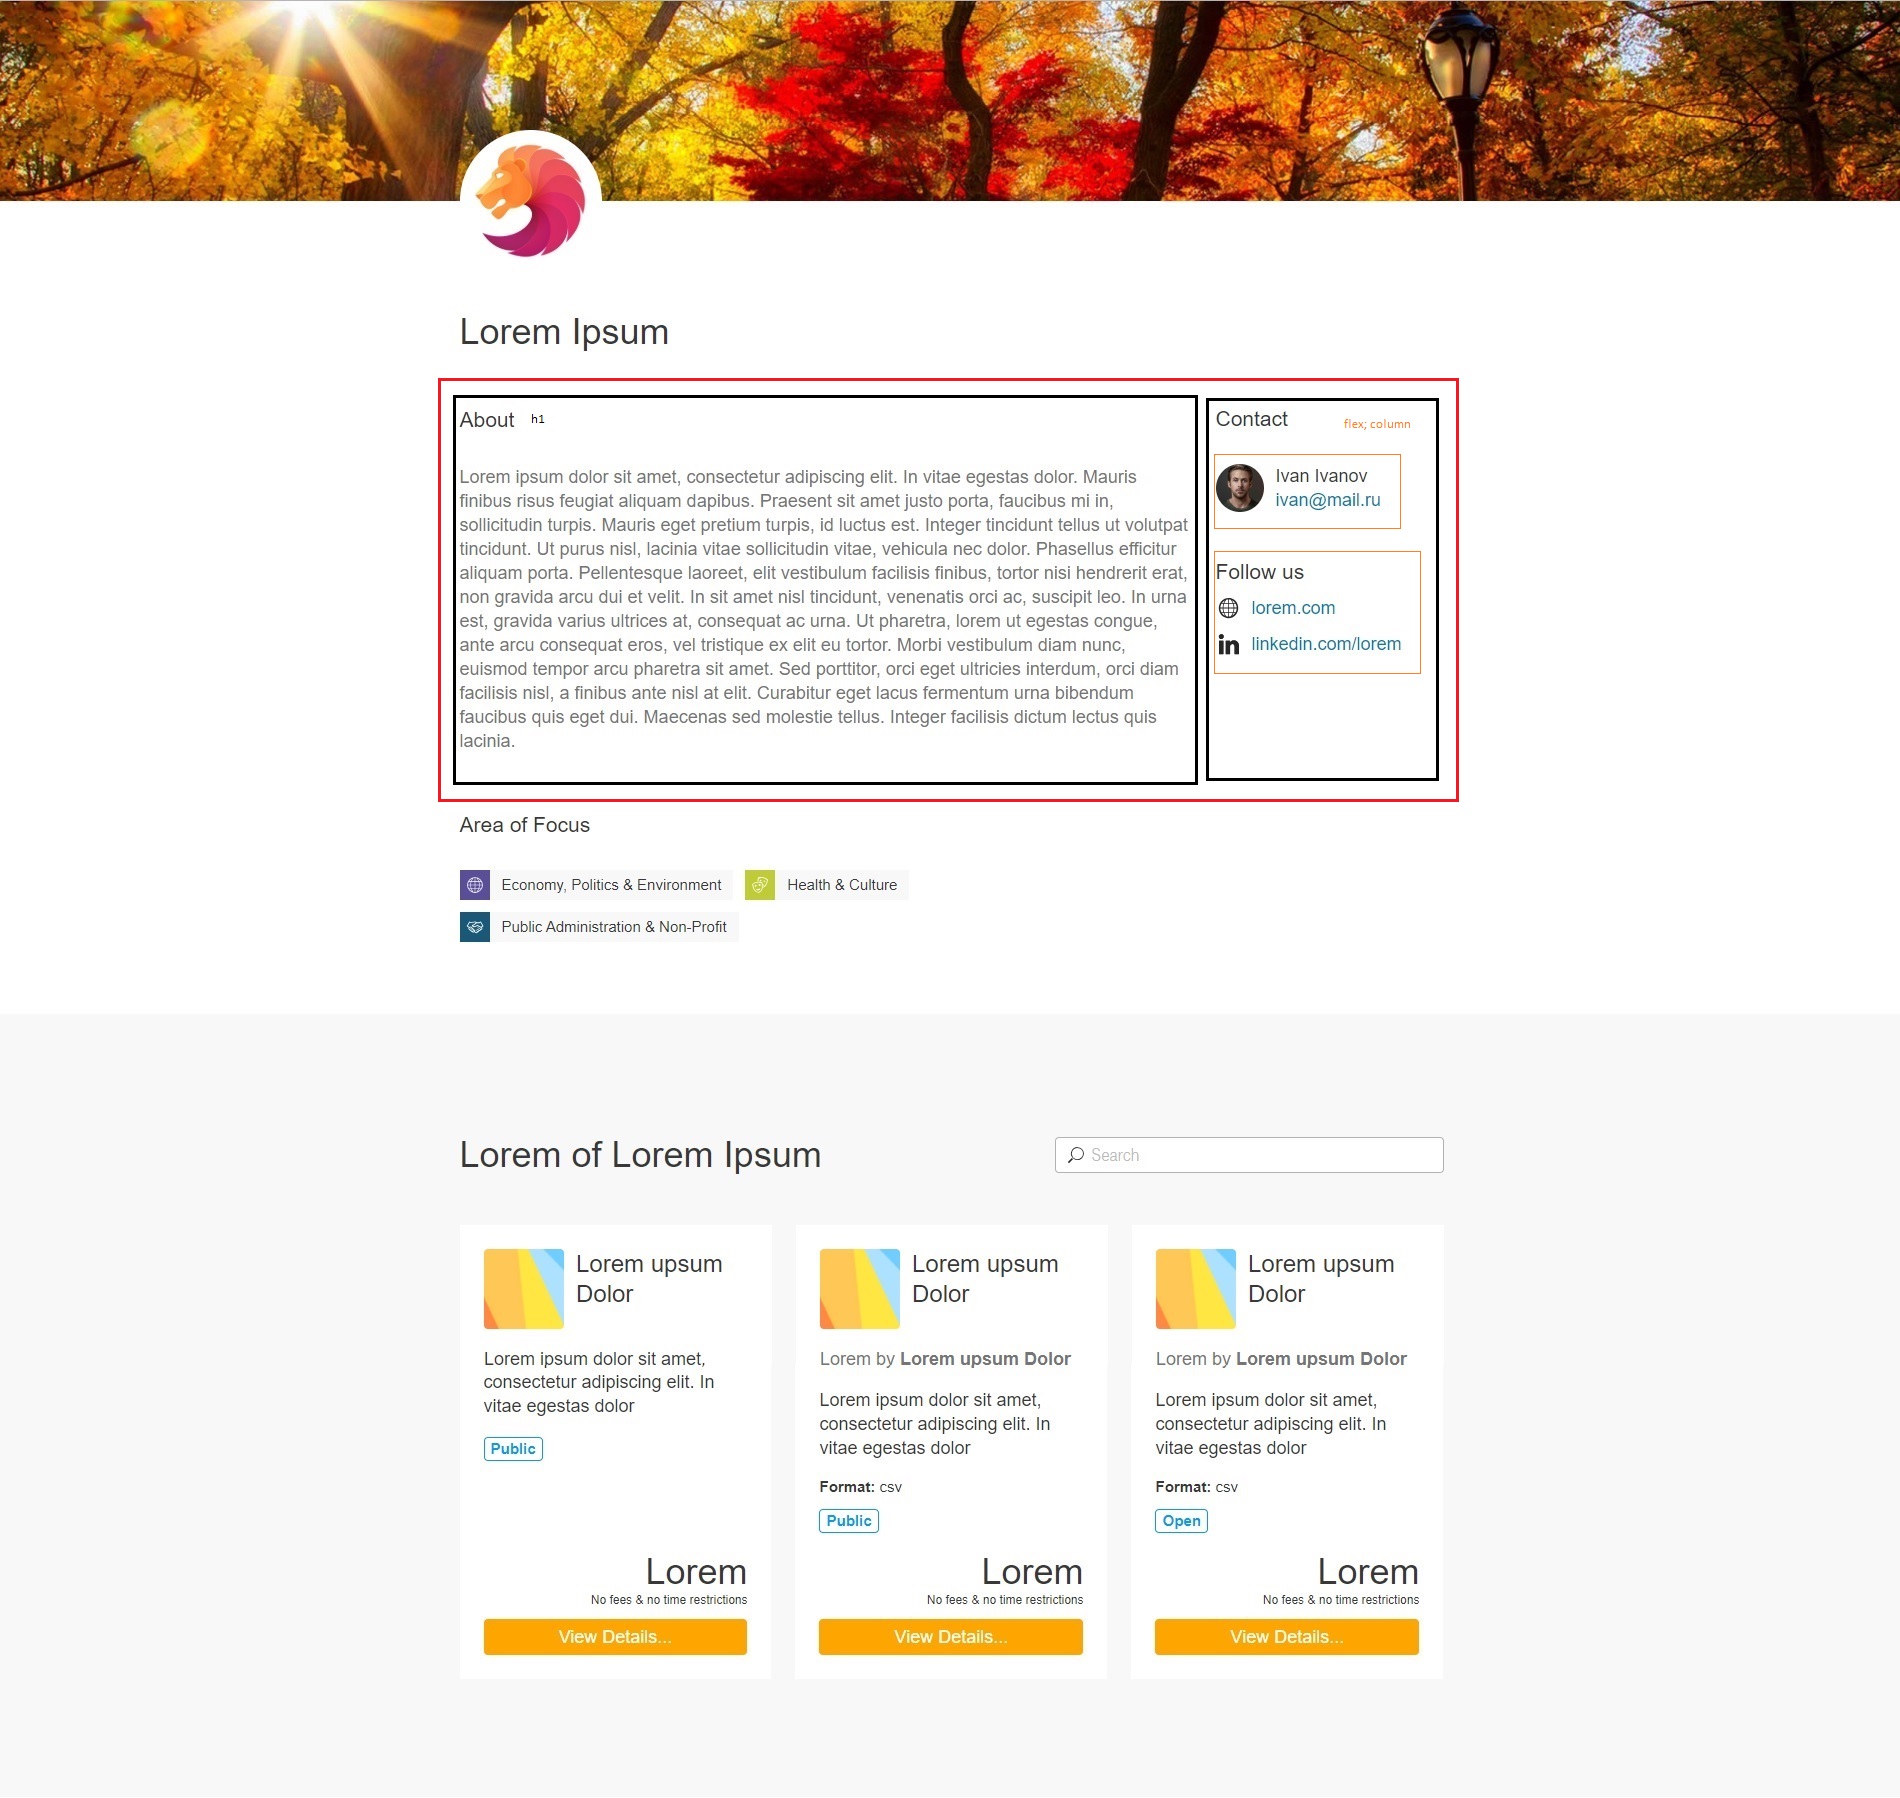 Lorem Ipsum
About h1
Lorem ipsum dolor sit amet, consectetur adipiscing elit. In vitae egestas dolor. Mauris
finibus risus feugiat aliquam dapibus. Praesent sit amet justo porta, faucibus mi in,
sollicitudin turpis. Mauris eget pretium turpis, id luctus est. Integer tincidunt tellus ut volutpat
tincidunt. Ut purus nisl, lacinia vitae sollicitudin vitae, vehicula nec dolor. Phasellus efficitur
aliquam porta. Pellentesque laoreet, elit vestibulum facilisis finibus, tortor nisi hendrerit erat,
non gravida arcu dui et velit. In sit amet nisl tincidunt, venenatis orci ac, suscipit leo. In urna
est, gravida varius ultrices at, consequat ac urna. Ut pharetra, lorem ut egestas congue,
ante arcu consequat eros, vel tristique ex elit eu tortor. Morbi vestibulum diam nunc,
euismod tempor arcu pharetra sit amet. Sed porttitor, orci eget ultricies interdum, orci diam
facilisis nisl, a finibus ante nisl at elit. Curabitur eget lacus fermentum urna bibendum
faucibus quis eget dui. Maecenas sed molestie tellus. Integer facilisis dictum lectus quis
lacinia.
Contact flex; column
Ivan Ivanov
ivan@mail.ru
Follow us
lorem.com
in linkedin.com/lorem
Area of Focus
Economy, Politics & Environment
Health & Culture
Public Administration & Non-Profit
Lorem of Lorem Ipsum
Search
Lorem upsum
Dolor
Lorem ipsum dolor sit amet,
consectetur adipiscing elit. In
vitae egestas dolor
Public
Lorem
No fees & no time restrictions
View Details...
Lorem upsum
Dolor
Lorem by Lorem upsum Dolor
Lorem ipsum dolor sit amet,
consectetur adipiscing elit. In
vitae egestas dolor
Format: csv
Public
Lorem
No fees & no time restrictions
View Details...
Lorem upsum
Dolor
Lorem by Lorem upsum Dolor
Lorem ipsum dolor sit amet,
consectetur adipiscing elit. In
vitae egestas dolor
Format: csv
Open
Lorem
No fees & no time restrictions
View Details...